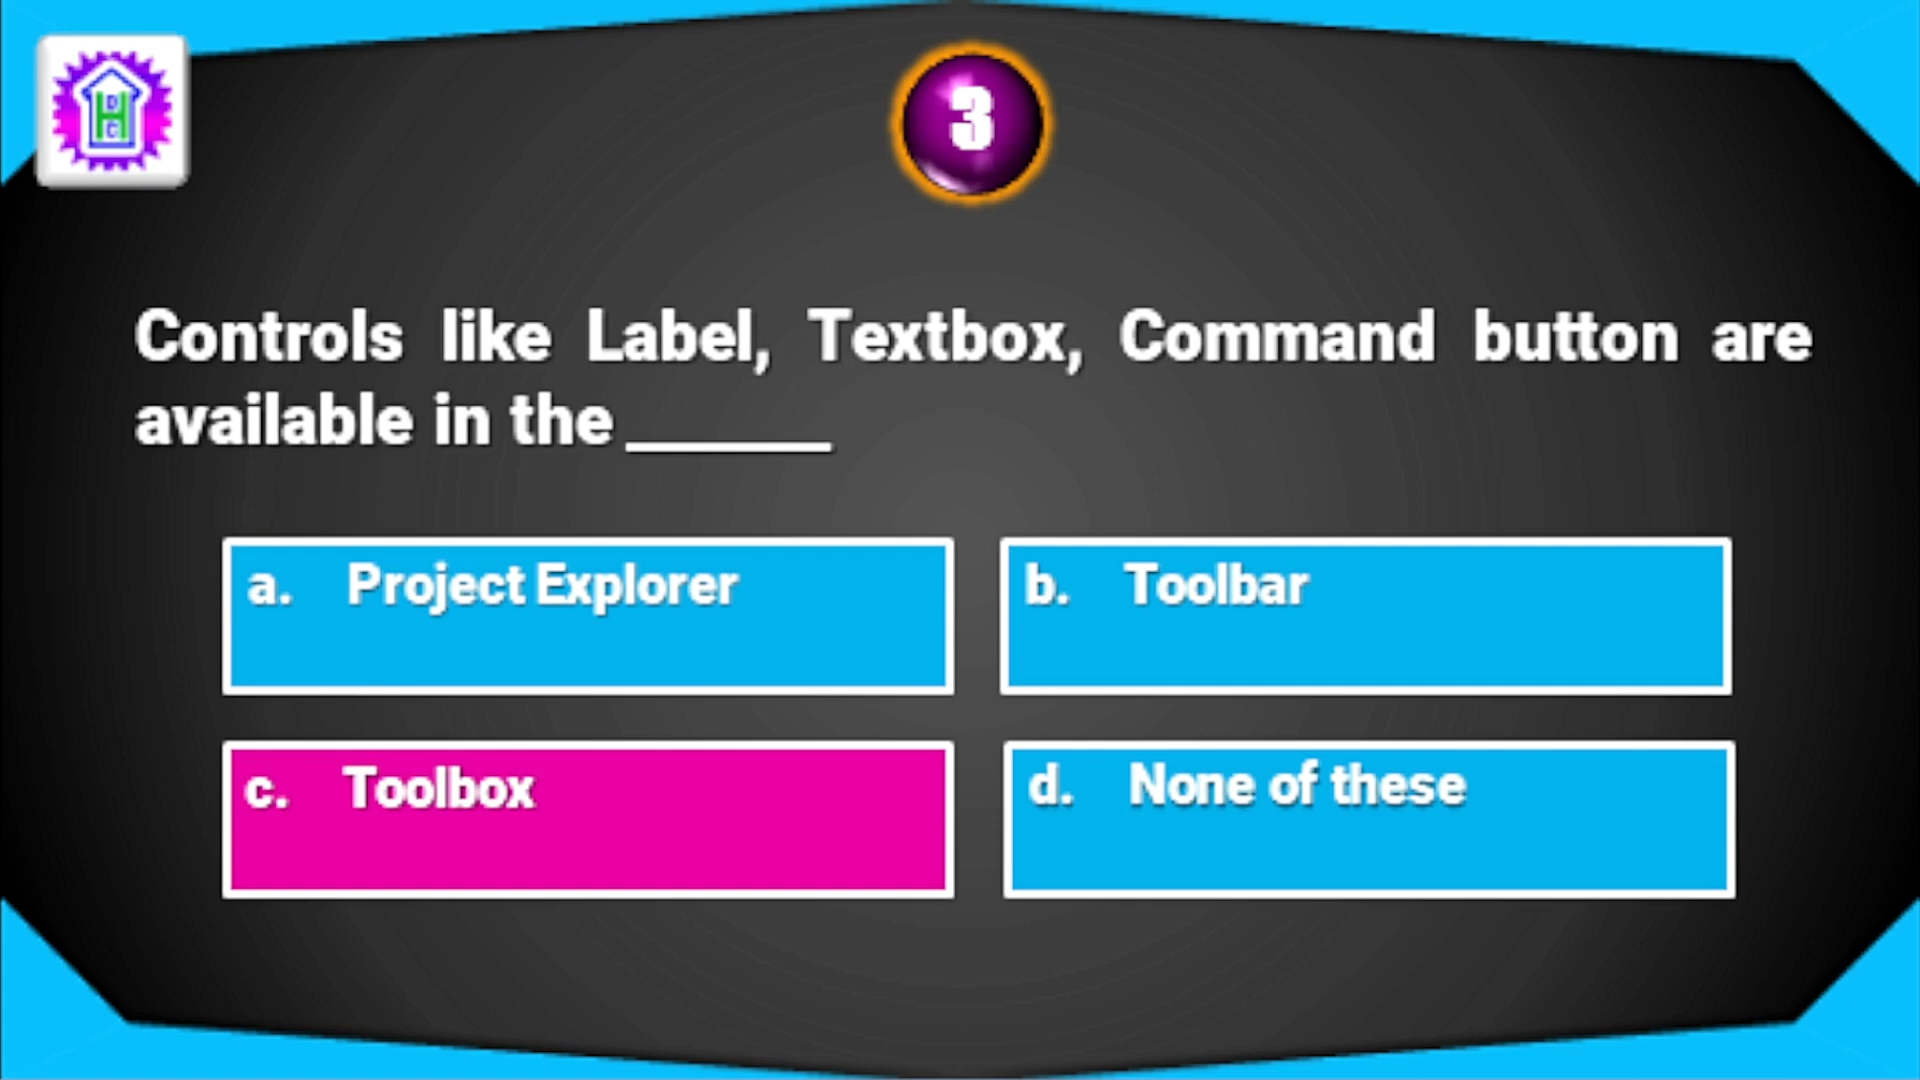 3
Controls like Label, Textbox, Command button are
available in the ______
a. Project Explorer
b. Toolbar
c. Toolbox
d. None of these